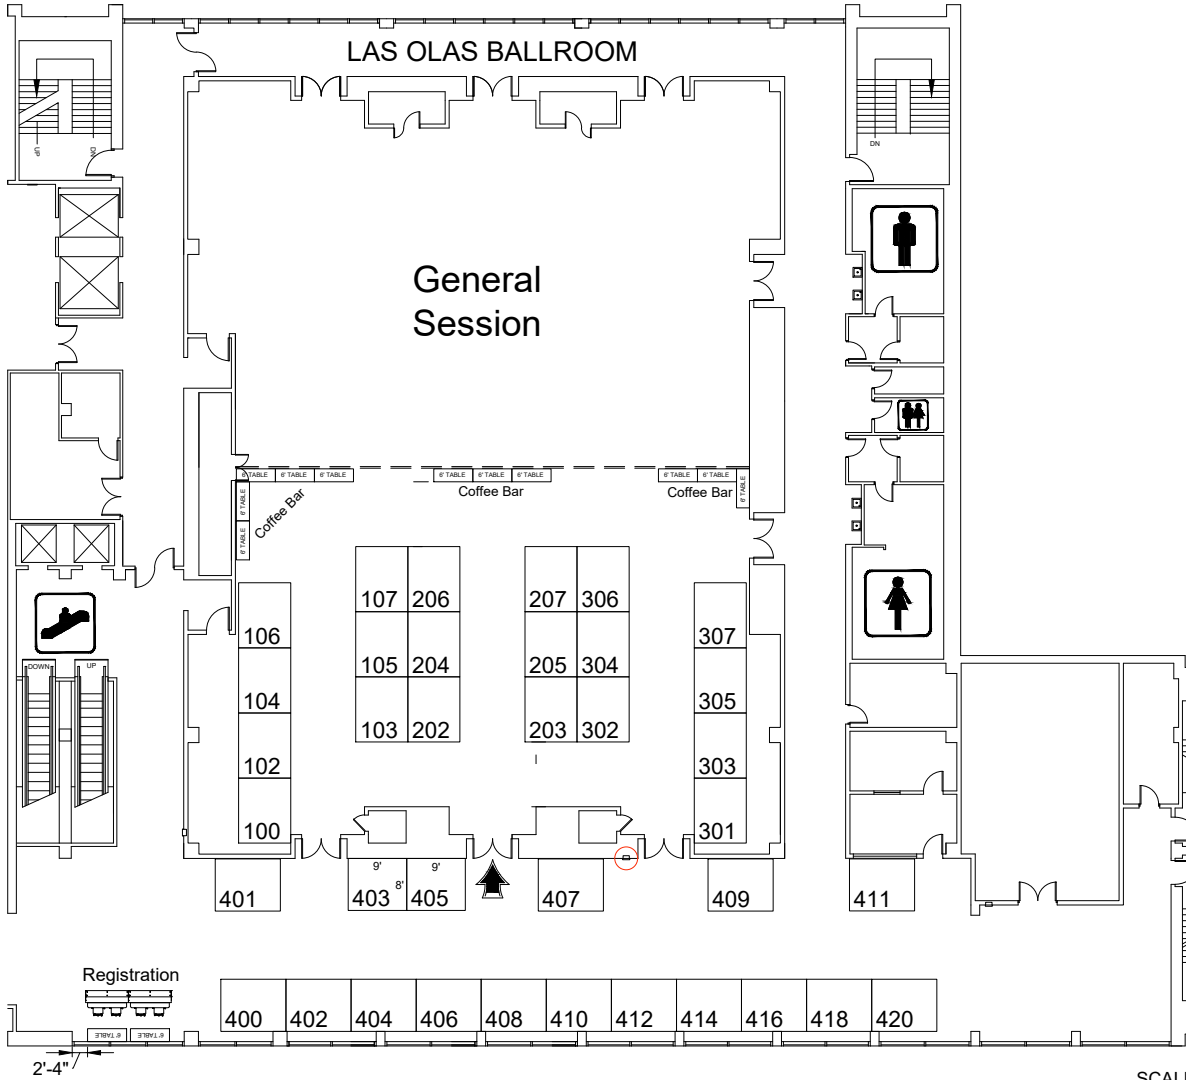 LAS OLAS BALLROOM
UP
DN
DN
General
Session
6' TABLE
6' TABLE
6' TABLE
6' TABLE
6' TABLE
6' TABLE
6' TABLE
6' TABLE
6' TABLE
6' TABLE
6' TABLE
Coffee Bar
Coffee Bar
Coffee Bar
107 206
207 306
106
307
105 204
205 304
104
305
103 202
203 302
102
303
100
301
DOWN
UP
9'
9'
8'
401
403
405
407
409
411
Registration
6' TABLE
6' TABLE
400 402 404 406 408 410 412 414 416 418 420
2'-4"